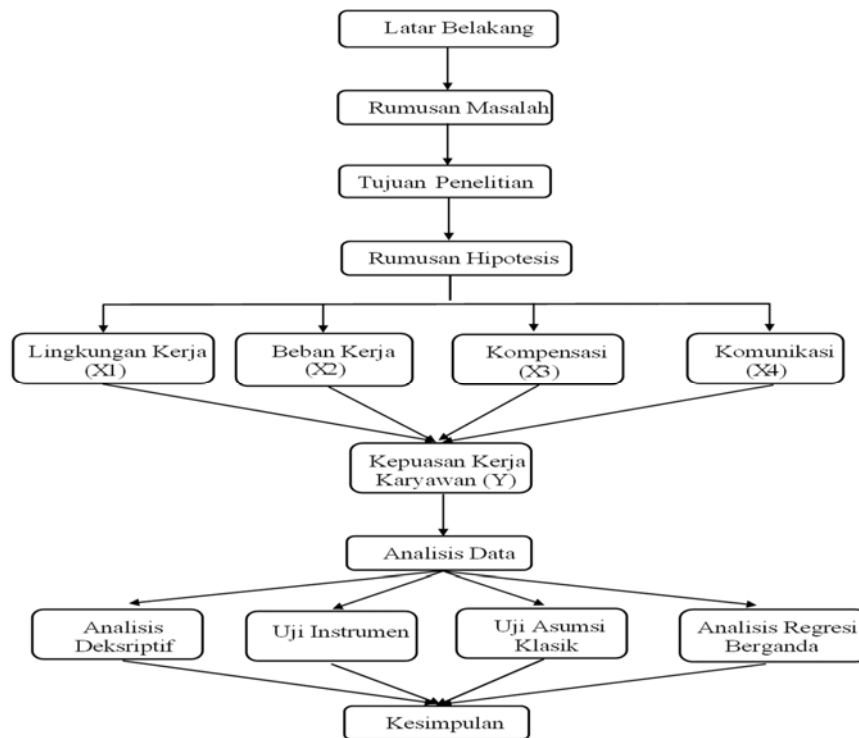 Latar Belakang
Rumusan Masalah
Tujuan Penelitian
Rumusan Hipotesis
Lingkungan Kerja
(X1)
Beban Kerja
(X2)
Kompensasi
(X3)
Komunikasi
(X4)
Kepuasan Kerja
Karyawan (Y)
Analisis Data
Analisis
Deksriptif
Uji Instrumen
Uji Asumsi
Klasik
Analisis Regresi
Berganda
Kesimpulan